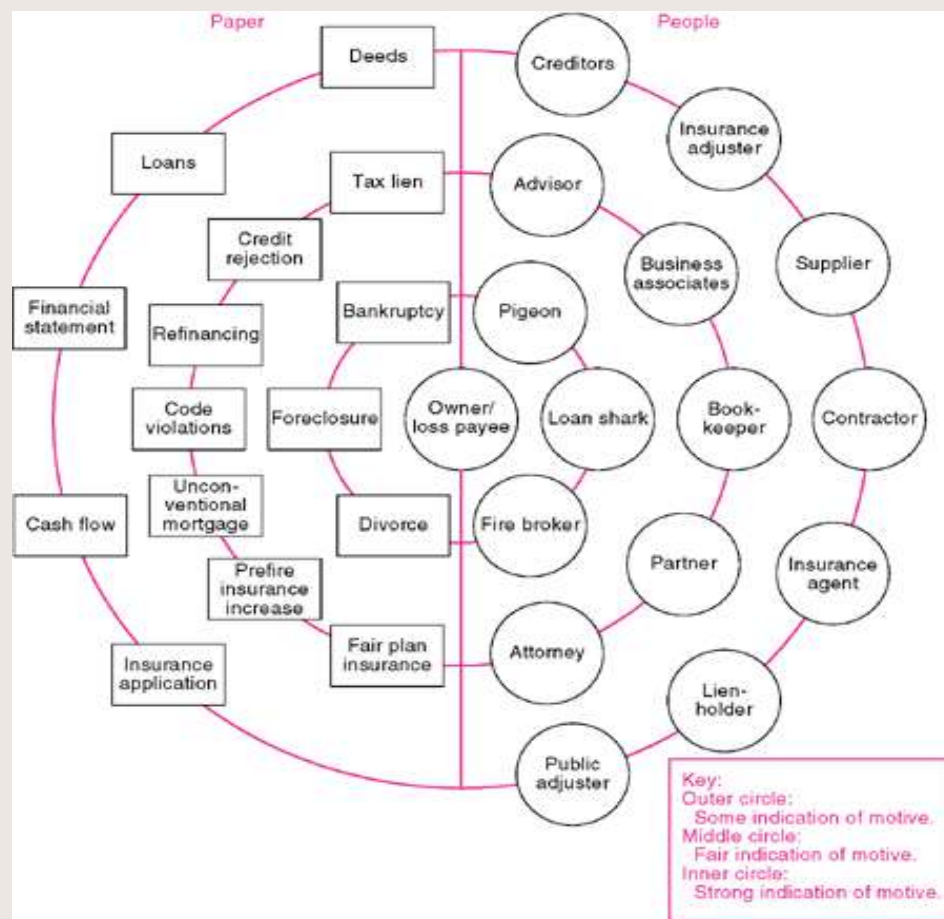 Paper
People
Deeds
Creditors
Insurance
adjuster
Loans
Tax lien
Advisor
Credit
rejection
Business
associates
Supplier
Financial
statement
Refinancing
Bankruptcy
Pigeon
Code
violations
Foreclosure
Owner/
loss payee
Loan shark
Book-
keeper
Contractor
Uncon-
ventional
mortgage
Cash flow
Divorce
Fire broker
Partner
Insurance
agent
Prefire
insurance
increase
Fair plan
insurance
Attorney
Insurance
application
Lien-
holder
Public
adjuster
Key:
Outer circle:
Some indication of motive.
Middle circle:
Fair indication of motive.
Inner circle:
Strong indication of motive.